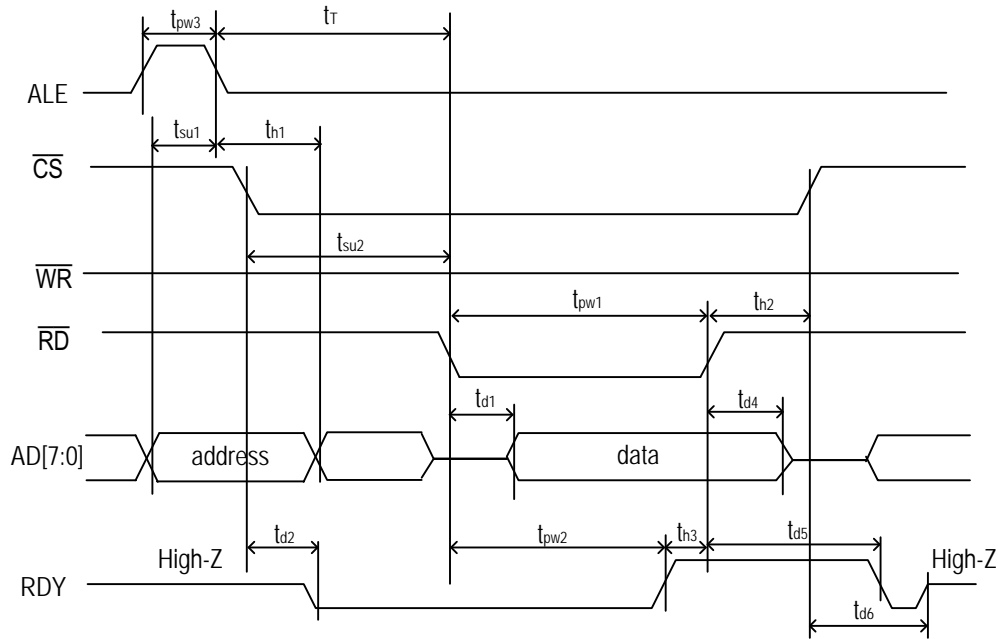 tpw3 tT
ALE
tsu1 th1
CS
tsu2
WR
tpw1 th2
RD
td1 td4
AD[7:0] address data
td2 tpw2 th3 td5
High-Z High-Z
RDY
td6